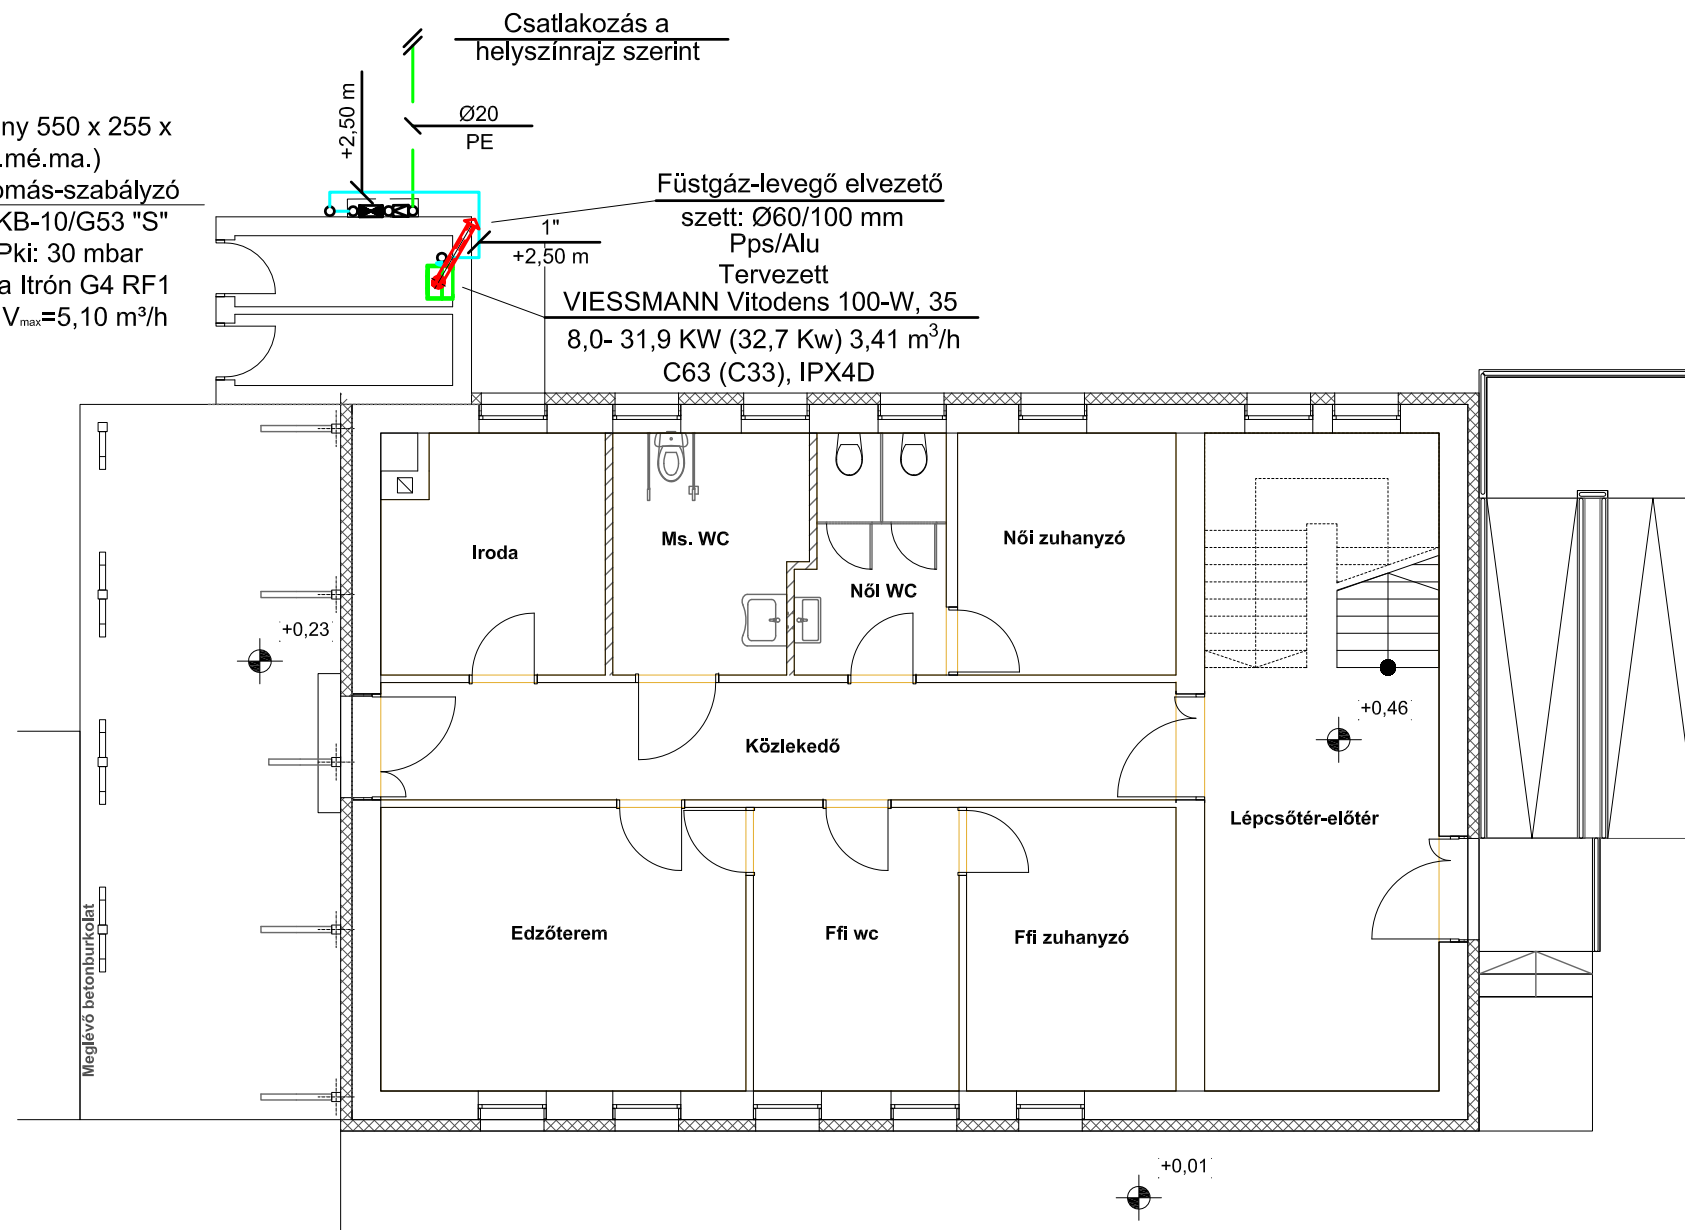 Csatlakozás a
helyszínrajz szerint
+2,50 m
Ø20
PE
ny 550 x 255 x
.mé.ma.)
omás-szabályzó
KB-10/G53 "S"
Pki: 30 mbar
a Itrón G4 RF1
Vmax=5,10 m³/h
Füstgáz-levegő elvezető
szett: Ø60/100 mm
Pps/Alu
Tervezett
VIESSMANN Vitodens 100-W, 35
8,0- 31,9 KW (32,7 Kw) 3,41 m³/h
C63 (C33), IPX4D
1"
+2,50 m
Iroda
Ms. WC
Nől WC
Női zuhanyzó
+0,23
+0,46
Közlekedő
Lépcsőtér-előtér
Edzőterem
Ffi wc
Ffi zuhanyzó
Meglévő betonburkolat
+0,01